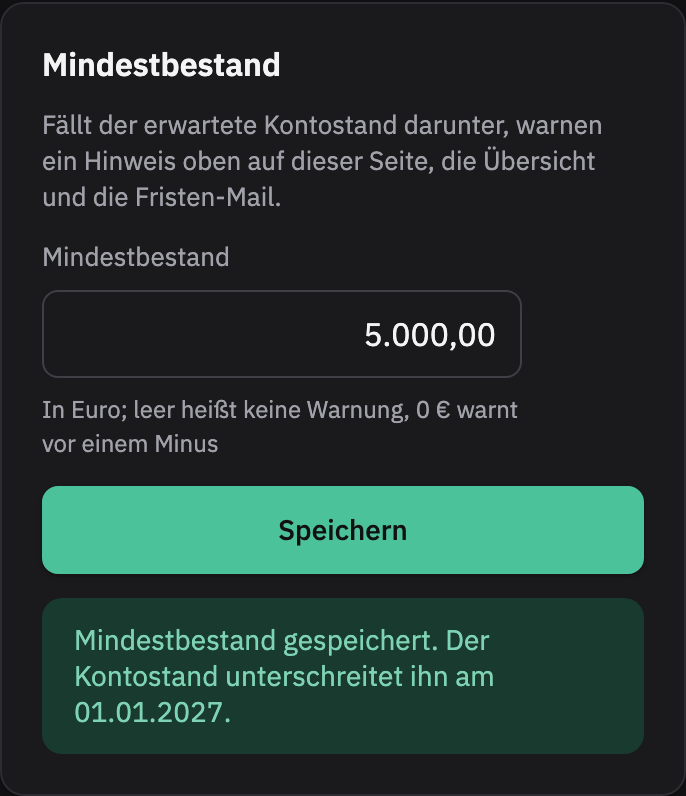 Mindestbestand
Fällt der erwartete Kontostand darunter, warnen
ein Hinweis oben auf dieser Seite, die Übersicht
und die Fristen-Mail.
Mindestbestand
5.000,00
In Euro; leer heißt keine Warnung, 0 € warnt
vor einem Minus
Speichern
Mindestbestand gespeichert. Der
Kontostand unterschreitet ihn am
01.01.2027.